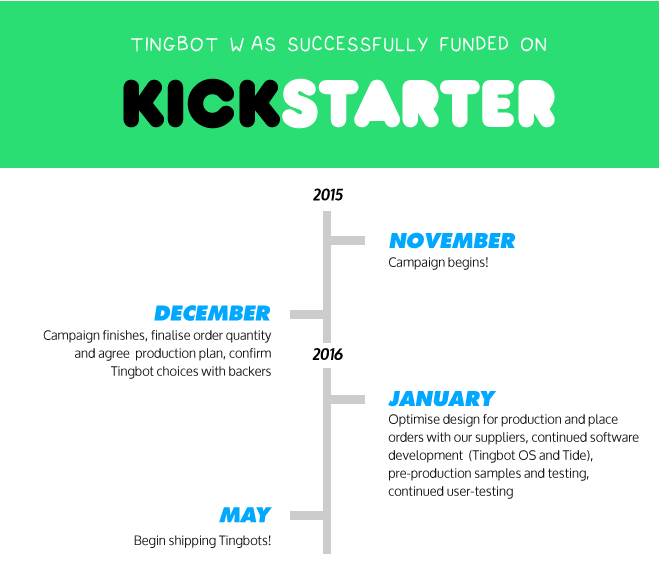 TINGBOT WAS SUCCESSFULLY FUNDED ON
KICKSTARTER
2015
NOVEMBER
Campaign begins!
DECEMBER
Campaign finishes, finalise order quantity
and agree production plan, confirm
Tingbot choices with backers
2016
JANUARY
Optimise design for production and place
orders with our suppliers, continued software
development (Tingbot OS and Tide),
pre-production samples and testing,
continued user-testing
MAY
Begin shipping Tingbots!